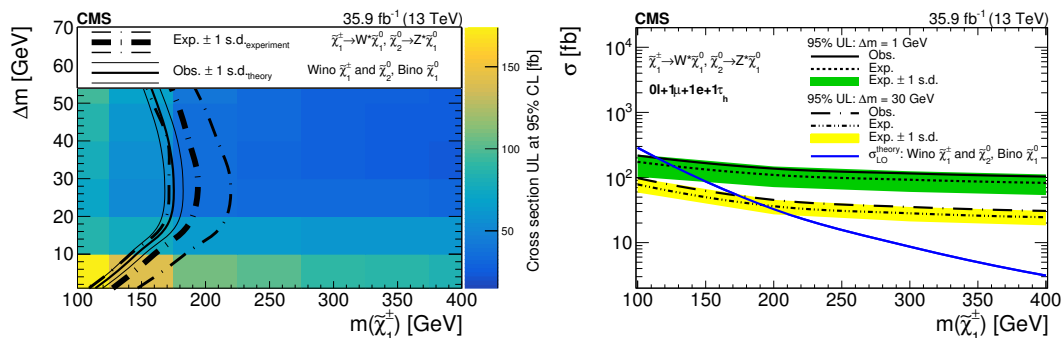 CMS 35.9 fb⁻¹ (13 TeV)
Δm [GeV]
70
60
50
40
30
20
10
Exp. ± 1 s.d.experiment χ̃₁±→W*χ̃₁⁰, χ̃₂⁰→Z*χ̃₁⁰
Obs. ± 1 s.d.theory Wino χ̃₁± and χ̃₂⁰, Bino χ̃₁⁰
100 150 200 250 300 350 400
m(χ̃₁±) [GeV]
150
100
50
Cross section UL at 95% CL [fb]
CMS 35.9 fb⁻¹ (13 TeV)
σ [fb]
10⁴
10³
10²
10
χ̃₁±→W*χ̃₁⁰, χ̃₂⁰→Z*χ̃₁⁰
0l+1μ+1e+1τh
95% UL: Δm = 1 GeV
Obs.
Exp.
Exp. ± 1 s.d.
95% UL: Δm = 30 GeV
Obs.
Exp.
Exp. ± 1 s.d.
σ_LO^theory: Wino χ̃₁± and χ̃₂⁰, Bino χ̃₁⁰
100 150 200 250 300 350 400
m(χ̃₁±) [GeV]